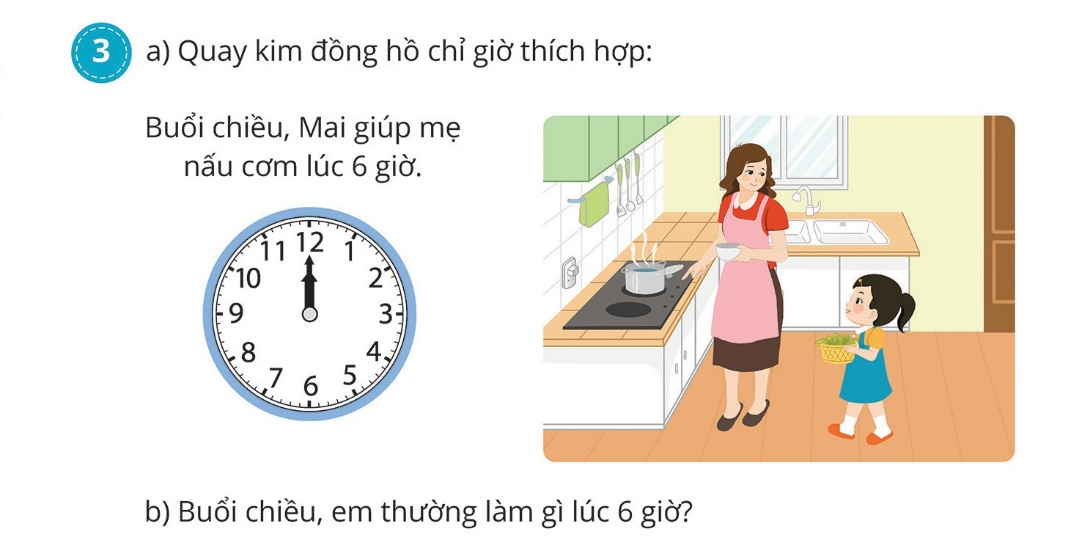 3 a) Quay kim đồng hồ chỉ giờ thích hợp:
Buổi chiều, Mai giúp mẹ
nấu cơm lúc 6 giờ.
12
11 1
10 2
9 3
8 4
7 5
6
b) Buổi chiều, em thường làm gì lúc 6 giờ?